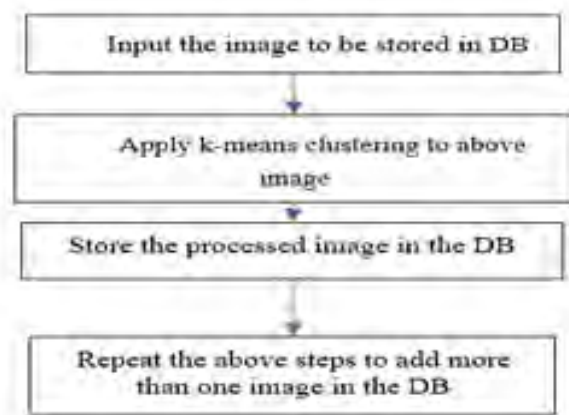 Input the image to be stored in DB
Apply k-means clustering to above
image
Store the processed image in the DB
Repeat the above steps to add more
than one image in the DB